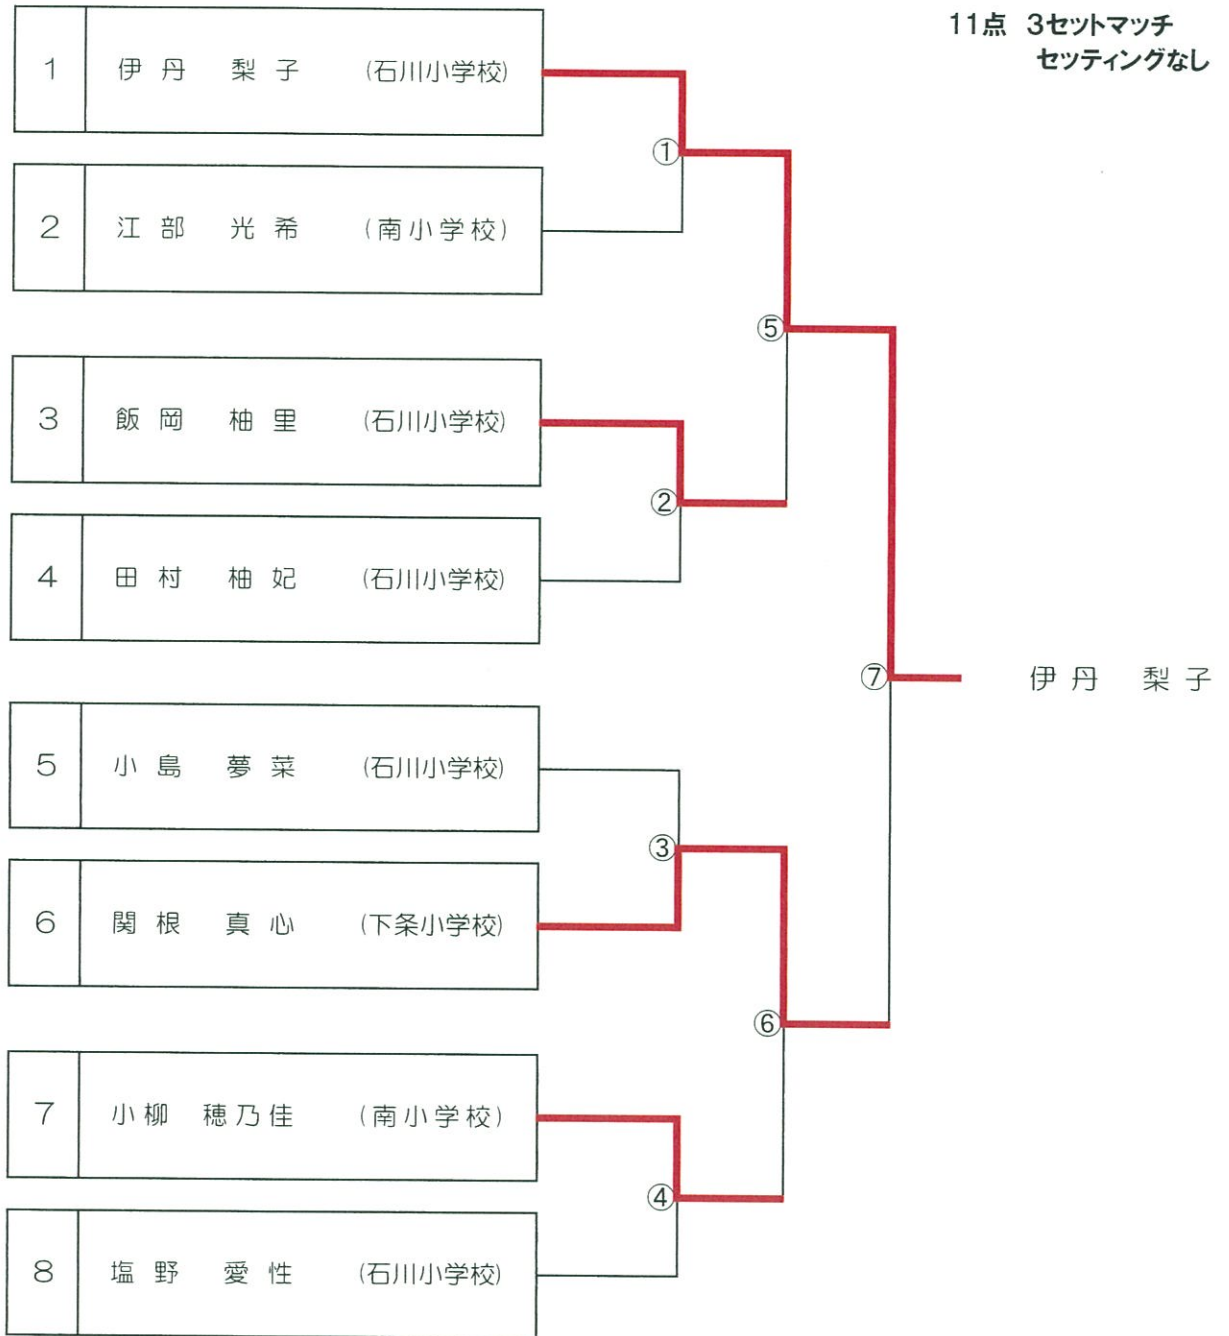 11点 3セットマッチ
セッティングなし
1 伊丹 梨子 (石川小学校)
①
2 江部 光希 (南小学校)
⑤
3 飯岡 柚里 (石川小学校)
②
4 田村 柚妃 (石川小学校)
⑦ 伊丹 梨子
5 小島 夢菜 (石川小学校)
③
6 関根 真心 (下条小学校)
⑥
7 小柳 穂乃佳 (南小学校)
④
8 塩野 愛性 (石川小学校)